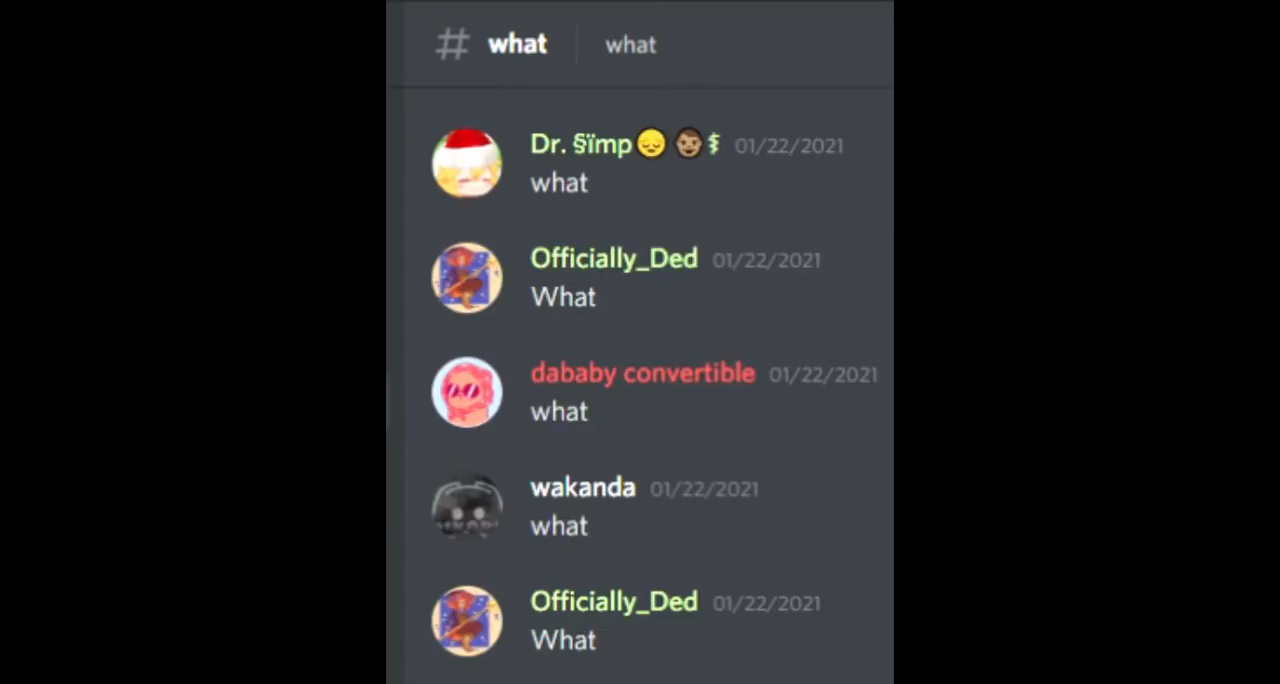 # what | what
Dr. §ïmp😔 👨🏽⚕ 01/22/2021
what
Officially_Ded 01/22/2021
What
dababy convertible 01/22/2021
what
wakanda 01/22/2021
what
Officially_Ded 01/22/2021
What